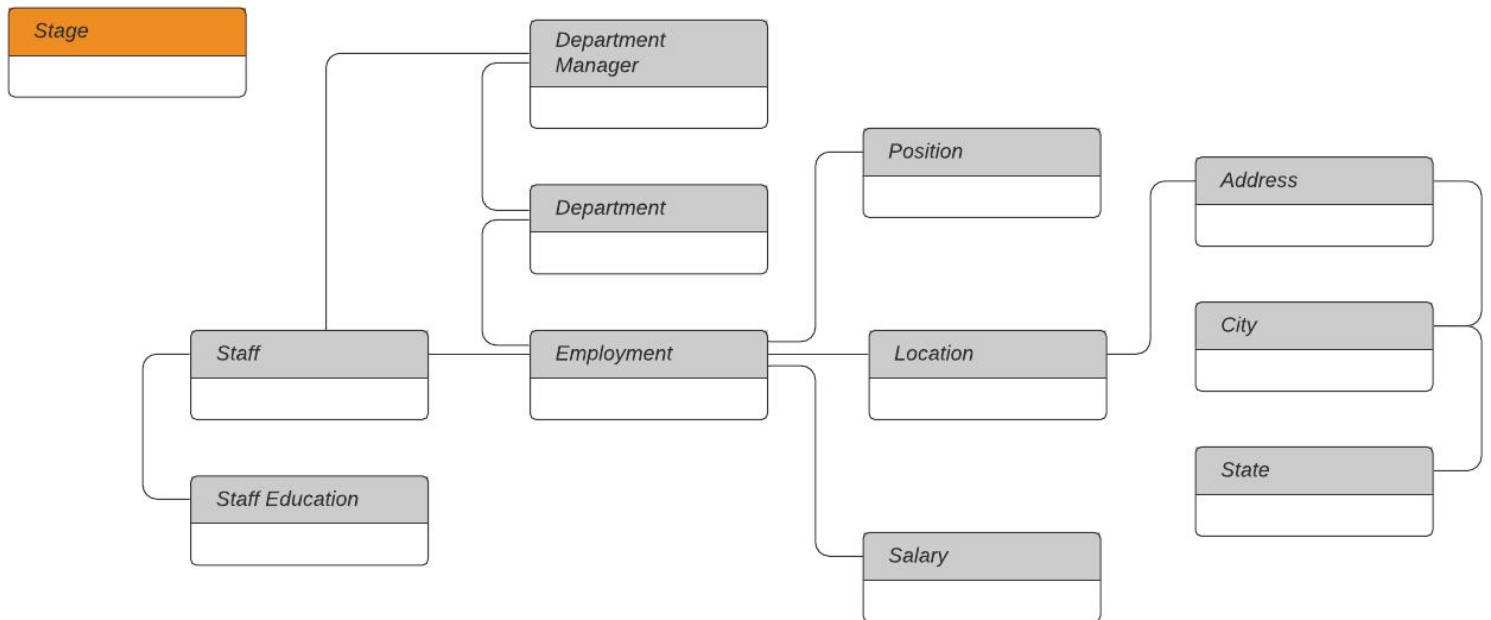 Stage
Department
Manager
Position
Address
Department
City
Staff
Employment
Location
State
Staff Education
Salary